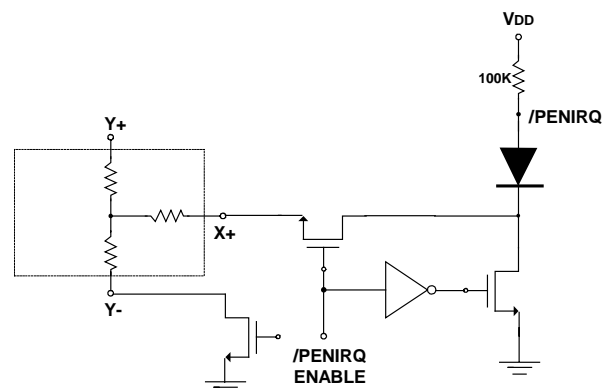 VDD
100K
/PENIRQ
Y+
X+
Y-
/PENIRQ
ENABLE